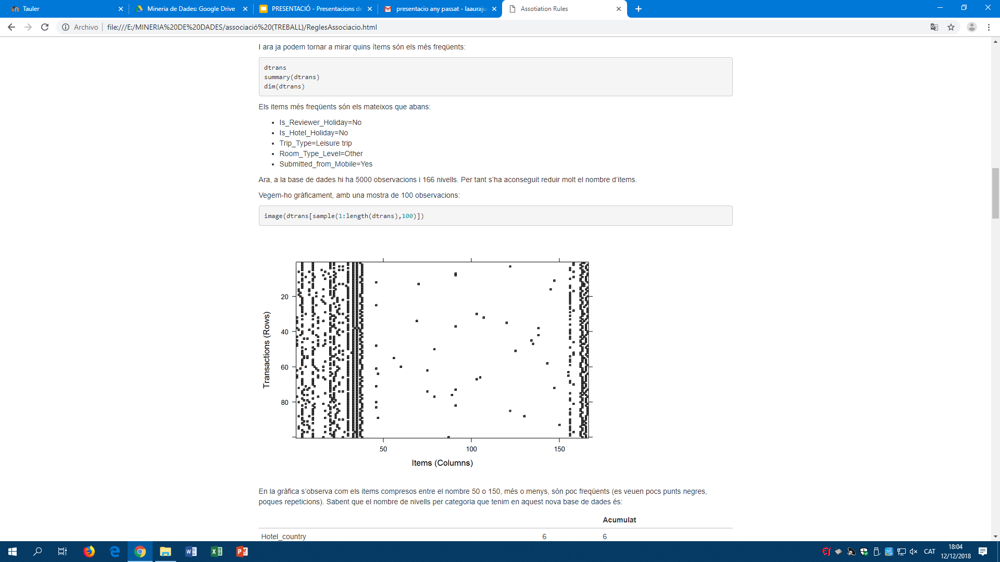 Tauler
Mineria de Dades: Google Drive
PRESENTACIÓ - Presentacions de
presentacio any passat - laauraju
Assotiation Rules
Archivo
file:///E:/MINERIA%20DE%20DADES/associació%20(TREBALL)/ReglesAssociacio.html
I ara ja podem tornar a mirar quins ítems són els més freqüents:
dtrans
summary(dtrans)
dim(dtrans)
Els items més freqüents són els mateixos que abans:
• Is_Reviewer_Holiday=No
• Is_Hotel_Holiday=No
• Trip_Type=Leisure trip
• Room_Type_Level=Other
• Submitted_from_Mobile=Yes
Ara, a la base de dades hi ha 5000 observacions i 166 nivells. Per tant s’ha aconseguit reduir molt el nombre d’items.
Vegem-ho gràficament, amb una mostra de 100 observacions:
image(dtrans[sample(1:length(dtrans),100)])
Transactions (Rows)
20
40
60
80
50
100
150
Items (Columns)
En la gràfica s’observa com els items compresos entre el nombre 50 o 150, més o menys, són poc freqüents (es veuen pocs punts negres,
poques repeticions). Sabent que el nombre de nivells per categoria que tenim en aquest nova base de dades és:
Acumulat
Hotel_country 6 6
CAT
18:04
12/12/2018